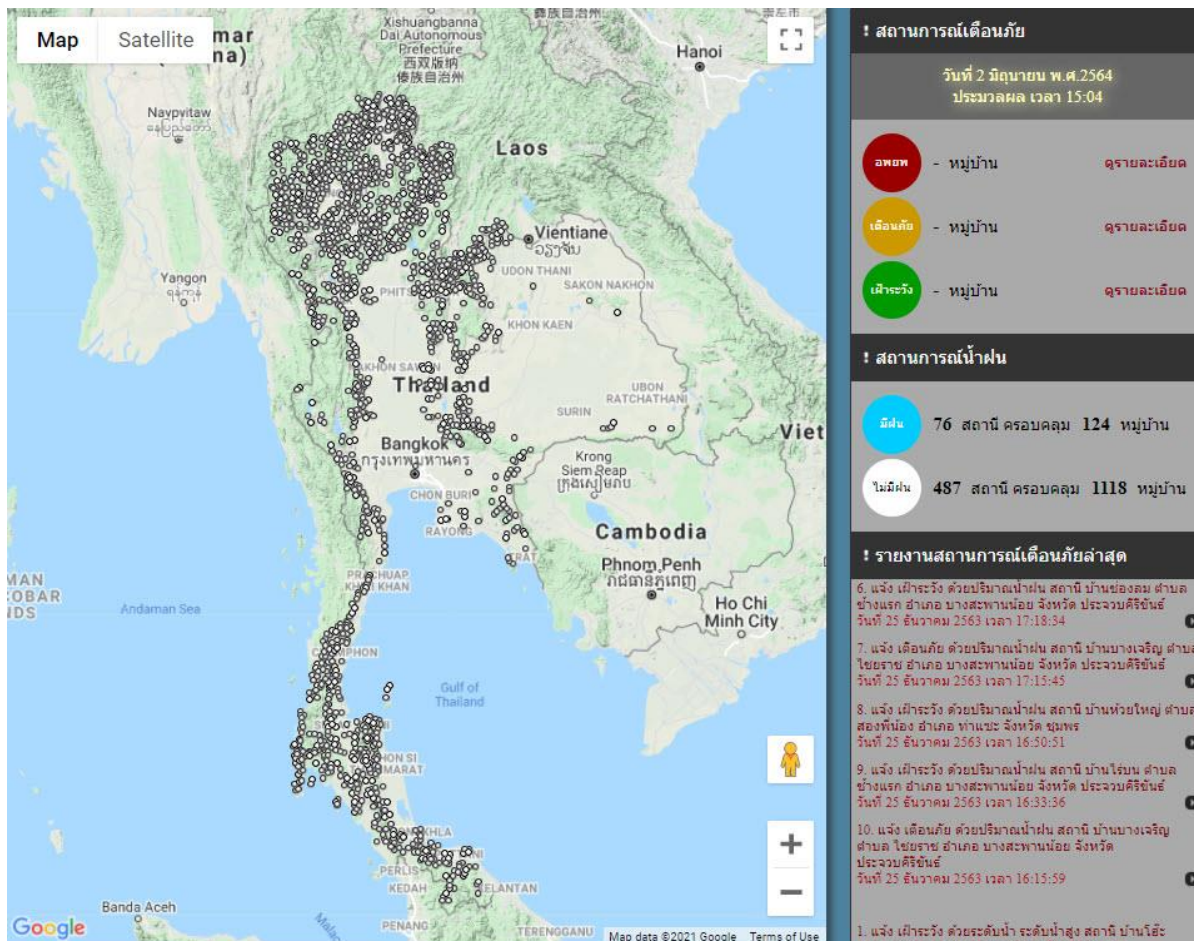 Map
Satellite
Xishuangbanna
Dai Autonomous
Prefecture
西双版纳
傣族自治州
Hanoi
Naypyitaw
နေပြည်တော်
Laos
Vientiane
ວຽງຈັນ
UDON THANI
SAKON NAKHON
Yangon
ရန်ကုန်
PHITS
KHON KAEN
Thailand
UBON
RATCHATHANI
SURIN
Bangkok
กรุงเทพมหานคร
Krong
Siem Reap
ក្រុងសៀមរាប
Viet
CHON BURI
RAYONG
TRAT
Cambodia
Phnom Penh
រាជធានីភ្នំពេញ
PRACHUAP
KHIRI KHAN
Ho Chi
Minh City
MAN
COBAR
NDS
Andaman Sea
Gulf of
Thailand
PERLIS
KEDAH
KELANTAN
Banda Aceh
PENANG
TERENGGANU
Google
Map data ©2021 Google
Terms of Use
! สถานการณ์เตือนภัย
วันที่ 2 มิถุนายน พ.ศ.2564
ประมวลผล เวลา 15:04
อพยพ - หมู่บ้าน ดูรายละเอียด
เตือนภัย - หมู่บ้าน ดูรายละเอียด
เฝ้าระวัง - หมู่บ้าน ดูรายละเอียด
! สถานการณ์น้ำฝน
มีฝน 76 สถานี ครอบคลุม 124 หมู่บ้าน
ไม่มีฝน 487 สถานี ครอบคลุม 1118 หมู่บ้าน
! รายงานสถานการณ์เตือนภัยล่าสุด
6. แจ้ง เฝ้าระวัง ด้วยปริมาณน้ำฝน สถานี บ้านช่องลม ตำบล
ช้างแรก อำเภอ บางสะพานน้อย จังหวัด ประจวบคีรีขันธ์
วันที่ 25 ธันวาคม 2563 เวลา 17:18:34
7. แจ้ง เตือนภัย ด้วยปริมาณน้ำฝน สถานี บ้านบางเจริญ ตำบล
ไชยราช อำเภอ บางสะพานน้อย จังหวัด ประจวบคีรีขันธ์
วันที่ 25 ธันวาคม 2563 เวลา 17:15:45
8. แจ้ง เฝ้าระวัง ด้วยปริมาณน้ำฝน สถานี บ้านห้วยใหญ่ ตำบล
สองพี่น้อง อำเภอ ท่าแซะ จังหวัด ชุมพร
วันที่ 25 ธันวาคม 2563 เวลา 16:50:51
9. แจ้ง เฝ้าระวัง ด้วยปริมาณน้ำฝน สถานี บ้านไร่บน ตำบล
ช้างแรก อำเภอ บางสะพานน้อย จังหวัด ประจวบคีรีขันธ์
วันที่ 25 ธันวาคม 2563 เวลา 16:33:36
10. แจ้ง เตือนภัย ด้วยปริมาณน้ำฝน สถานี บ้านบางเจริญ
ตำบล ไชยราช อำเภอ บางสะพานน้อย จังหวัด
ประจวบคีรีขันธ์
วันที่ 25 ธันวาคม 2563 เวลา 16:15:59
1. แจ้ง เฝ้าระวัง ด้วยระดับน้ำ ระดับน้ำสูง สถานี บ้านโฮ๊ะ